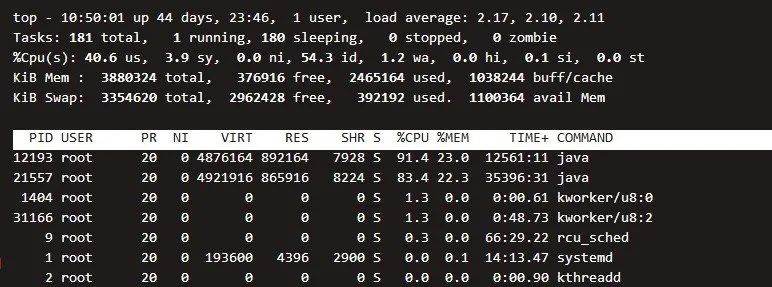 top - 10:50:01 up 44 days, 23:46,  1 user,  load average: 2.17, 2.10, 2.11
Tasks: 181 total,   1 running, 180 sleeping,   0 stopped,   0 zombie
%Cpu(s): 40.6 us,  3.9 sy,  0.0 ni, 54.3 id,  1.2 wa,  0.0 hi,  0.1 si,  0.0 st
KiB Mem :  3880324 total,   376916 free,  2465164 used,  1038244 buff/cache
KiB Swap:  3354620 total,  2962428 free,   392192 used.  1100364 avail Mem
PID USER      PR  NI    VIRT    RES    SHR S  %CPU %MEM     TIME+ COMMAND
12193 root      20   0 4876164 892164   7928 S  91.4 23.0  12561:11 java
21557 root      20   0 4921916 865916   8224 S  83.4 22.3  35396:31 java
1404 root      20   0       0      0      0 S   1.3  0.0   0:00.61 kworker/u8:0
31166 root      20   0       0      0      0 S   1.3  0.0   0:48.73 kworker/u8:2
9 root      20   0       0      0      0 S   0.3  0.0  66:29.22 rcu_sched
1 root      20   0  193600   4396   2900 S   0.0  0.1  14:13.47 systemd
2 root      20   0       0      0      0 S   0.0  0.0   0:00.90 kthreadd